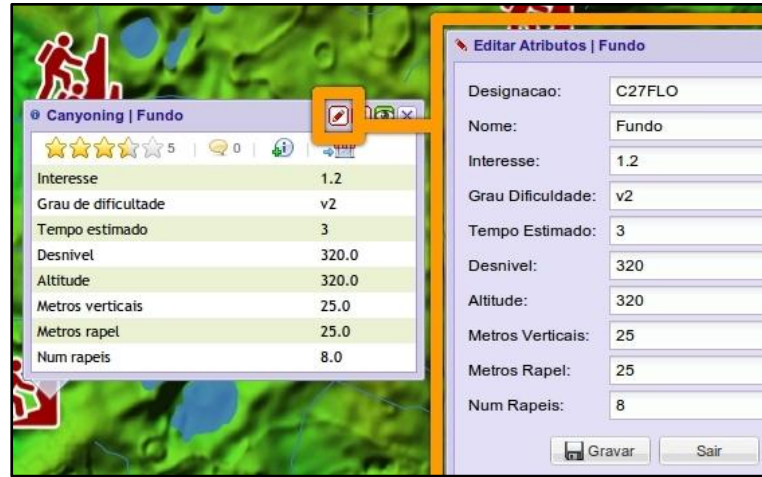 Canyoning | Fundo
5 | 0
Interesse 1.2
Grau de dificultade v2
Tempo estimado 3
Desnivel 320.0
Altitude 320.0
Metros verticais 25.0
Metros rapel 25.0
Num rapeis 8.0
Editar Atributos | Fundo
Designacao: C27FLO
Nome: Fundo
Interesse: 1.2
Grau Dificuldade: v2
Tempo Estimado: 3
Desnivel: 320
Altitude: 320
Metros Verticais: 25
Metros Rapel: 25
Num Rapeis: 8
Gravar Sair